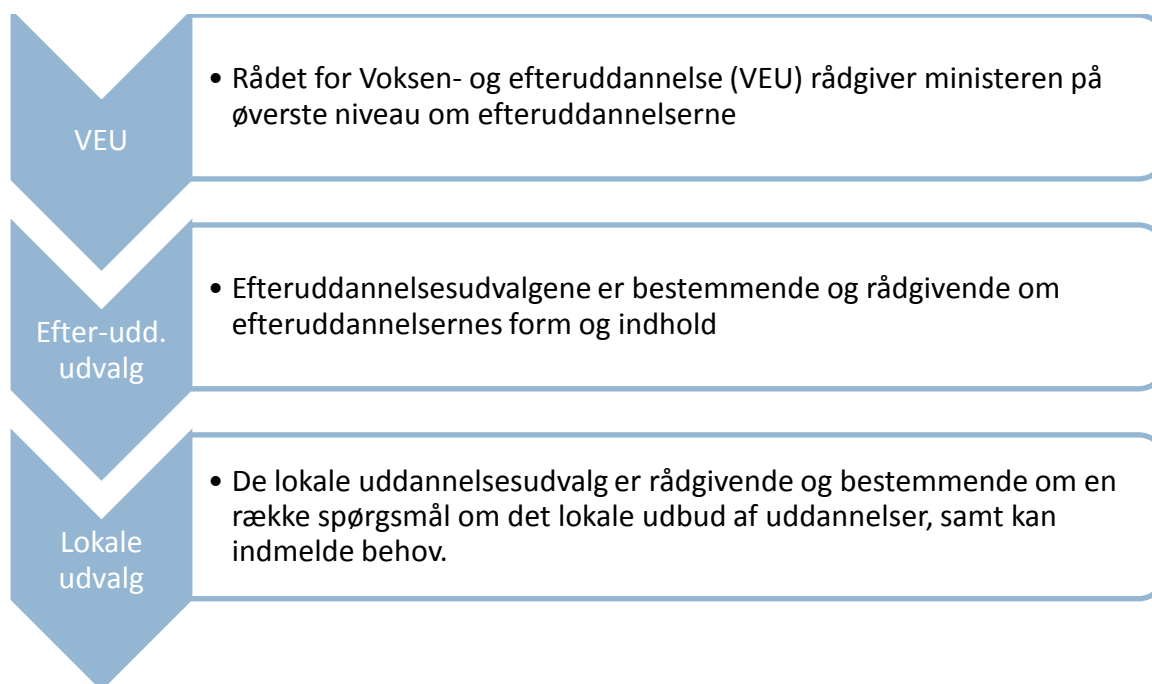 VEU
• Rådet for Voksen- og efteruddannelse (VEU) rådgiver ministeren på
øverste niveau om efteruddannelserne
Efter-udd.
udvalg
• Efteruddannelsesudvalgene er bestemmende og rådgivende om
efteruddannelsernes form og indhold
Lokale
udvalg
• De lokale uddannelsesudvalg er rådgivende og bestemmende om en
række spørgsmål om det lokale udbud af uddannelser, samt kan
indmelde behov.